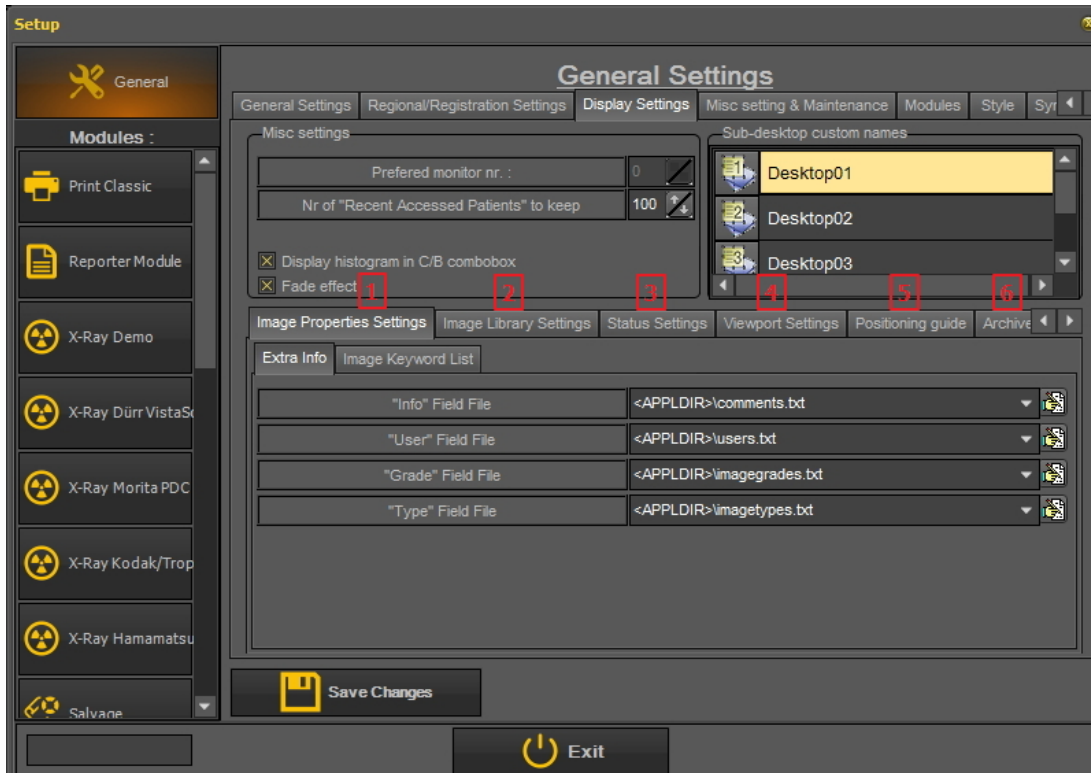 Setup
General
Modules :
Print Classic
Reporter Module
X-Ray Demo
X-Ray Dürr VistaSc
X-Ray Morita PDC
X-Ray Kodak/Trop
X-Ray Hamamatsu
Salvage
General Settings
General Settings Regional/Registration Settings Display Settings Misc setting & Maintenance Modules Style Syr
Misc settings
Prefered monitor nr. : 0
Nr of "Recent Accessed Patients" to keep 100
Display histogram in C/B combobox
Fade effect
Sub-desktop custom names
1 Desktop01
2 Desktop02
3 Desktop03
1 2 3 4 5 6
Image Properties Settings Image Library Settings Status Settings Viewport Settings Positioning guide Archive
Extra Info Image Keyword List
"Info" Field File <APPLDIR>\comments.txt
"User" Field File <APPLDIR>\users.txt
"Grade" Field File <APPLDIR>\imagegrades.txt
"Type" Field File <APPLDIR>\imagetypes.txt
Save Changes
Exit